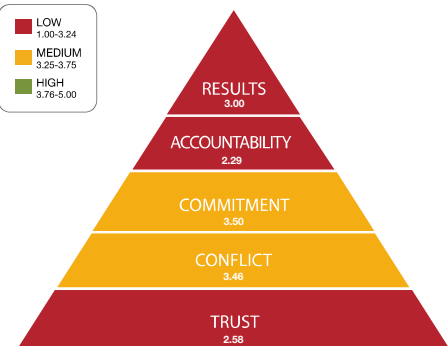 LOW
1.00-3.24
MEDIUM
3.25-3.75
HIGH
3.76-5.00
RESULTS
3.00
ACCOUNTABILITY
2.29
COMMITMENT
3.50
CONFLICT
3.46
TRUST
2.58